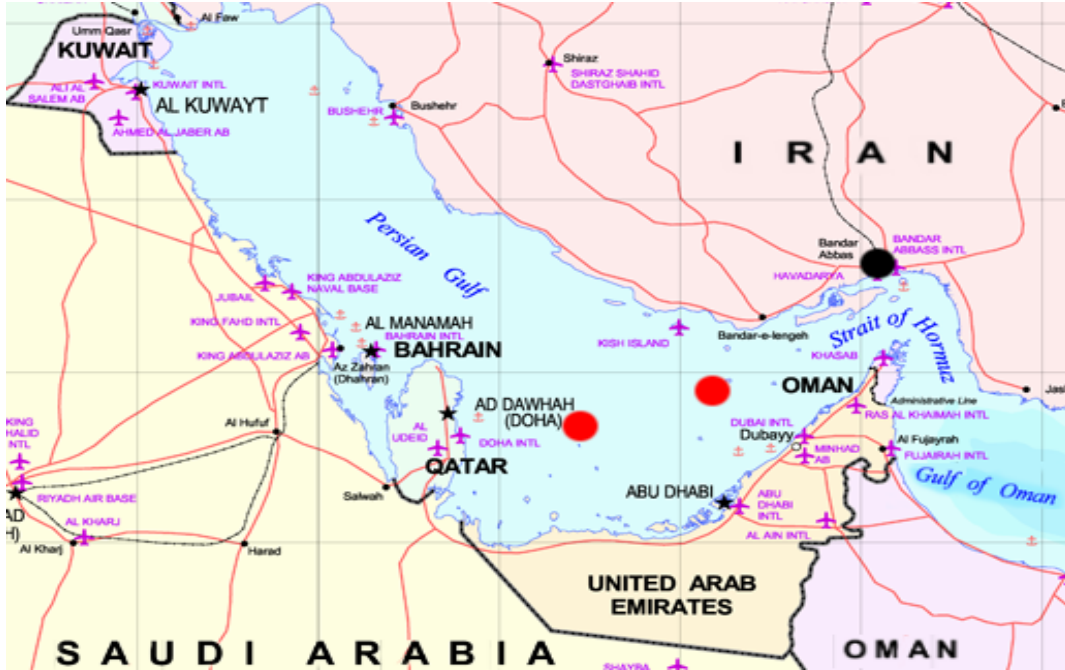 Umm Qasr
Al Faw
KUWAIT
ALI AL
SALEM AB
KUWAIT INTL
AL KUWAYT
AHMED AL JABER AB
BUSHEHR
Bushehr
Shiraz
SHIRAZ SHAHID
DASTGHAIB INTL
I R A N
Persian Gulf
Bandar
Abbas
BANDAR
ABBASS INTL
HAVADARYA
JUBAIL
KING ABDULAZIZ
NAVAL BASE
KING FAHD INTL
AL MANAMAH
BAHRAIN INTL
BAHRAIN
KING ABDULAZIZ AB
Az Zahran
(Dhahran)
KISH ISLAND
Bandar-e-lengeh
Strait of Hormuz
KHASAB
OMAN
Administrative Line
RAS AL KHAIMAH INTL
AD DAWHAH
(DOHA)
DOHA INTL
AL
UDEID
QATAR
Al Hufuf
Salwah
DUBAI INTL
Dubayy
MINHAD
AB
Al Fujayrah
FUJAIRAH INTL
Gulf of Oman
ABU DHABI
ABU
DHABI
INTL
AL AIN INTL
KING
INTL
RIYADH AIR BASE
AL KHARJ
Al Kharj
Harad
UNITED ARAB
EMIRATES
SAUDI ARABIA
OMAN
SHAYBA